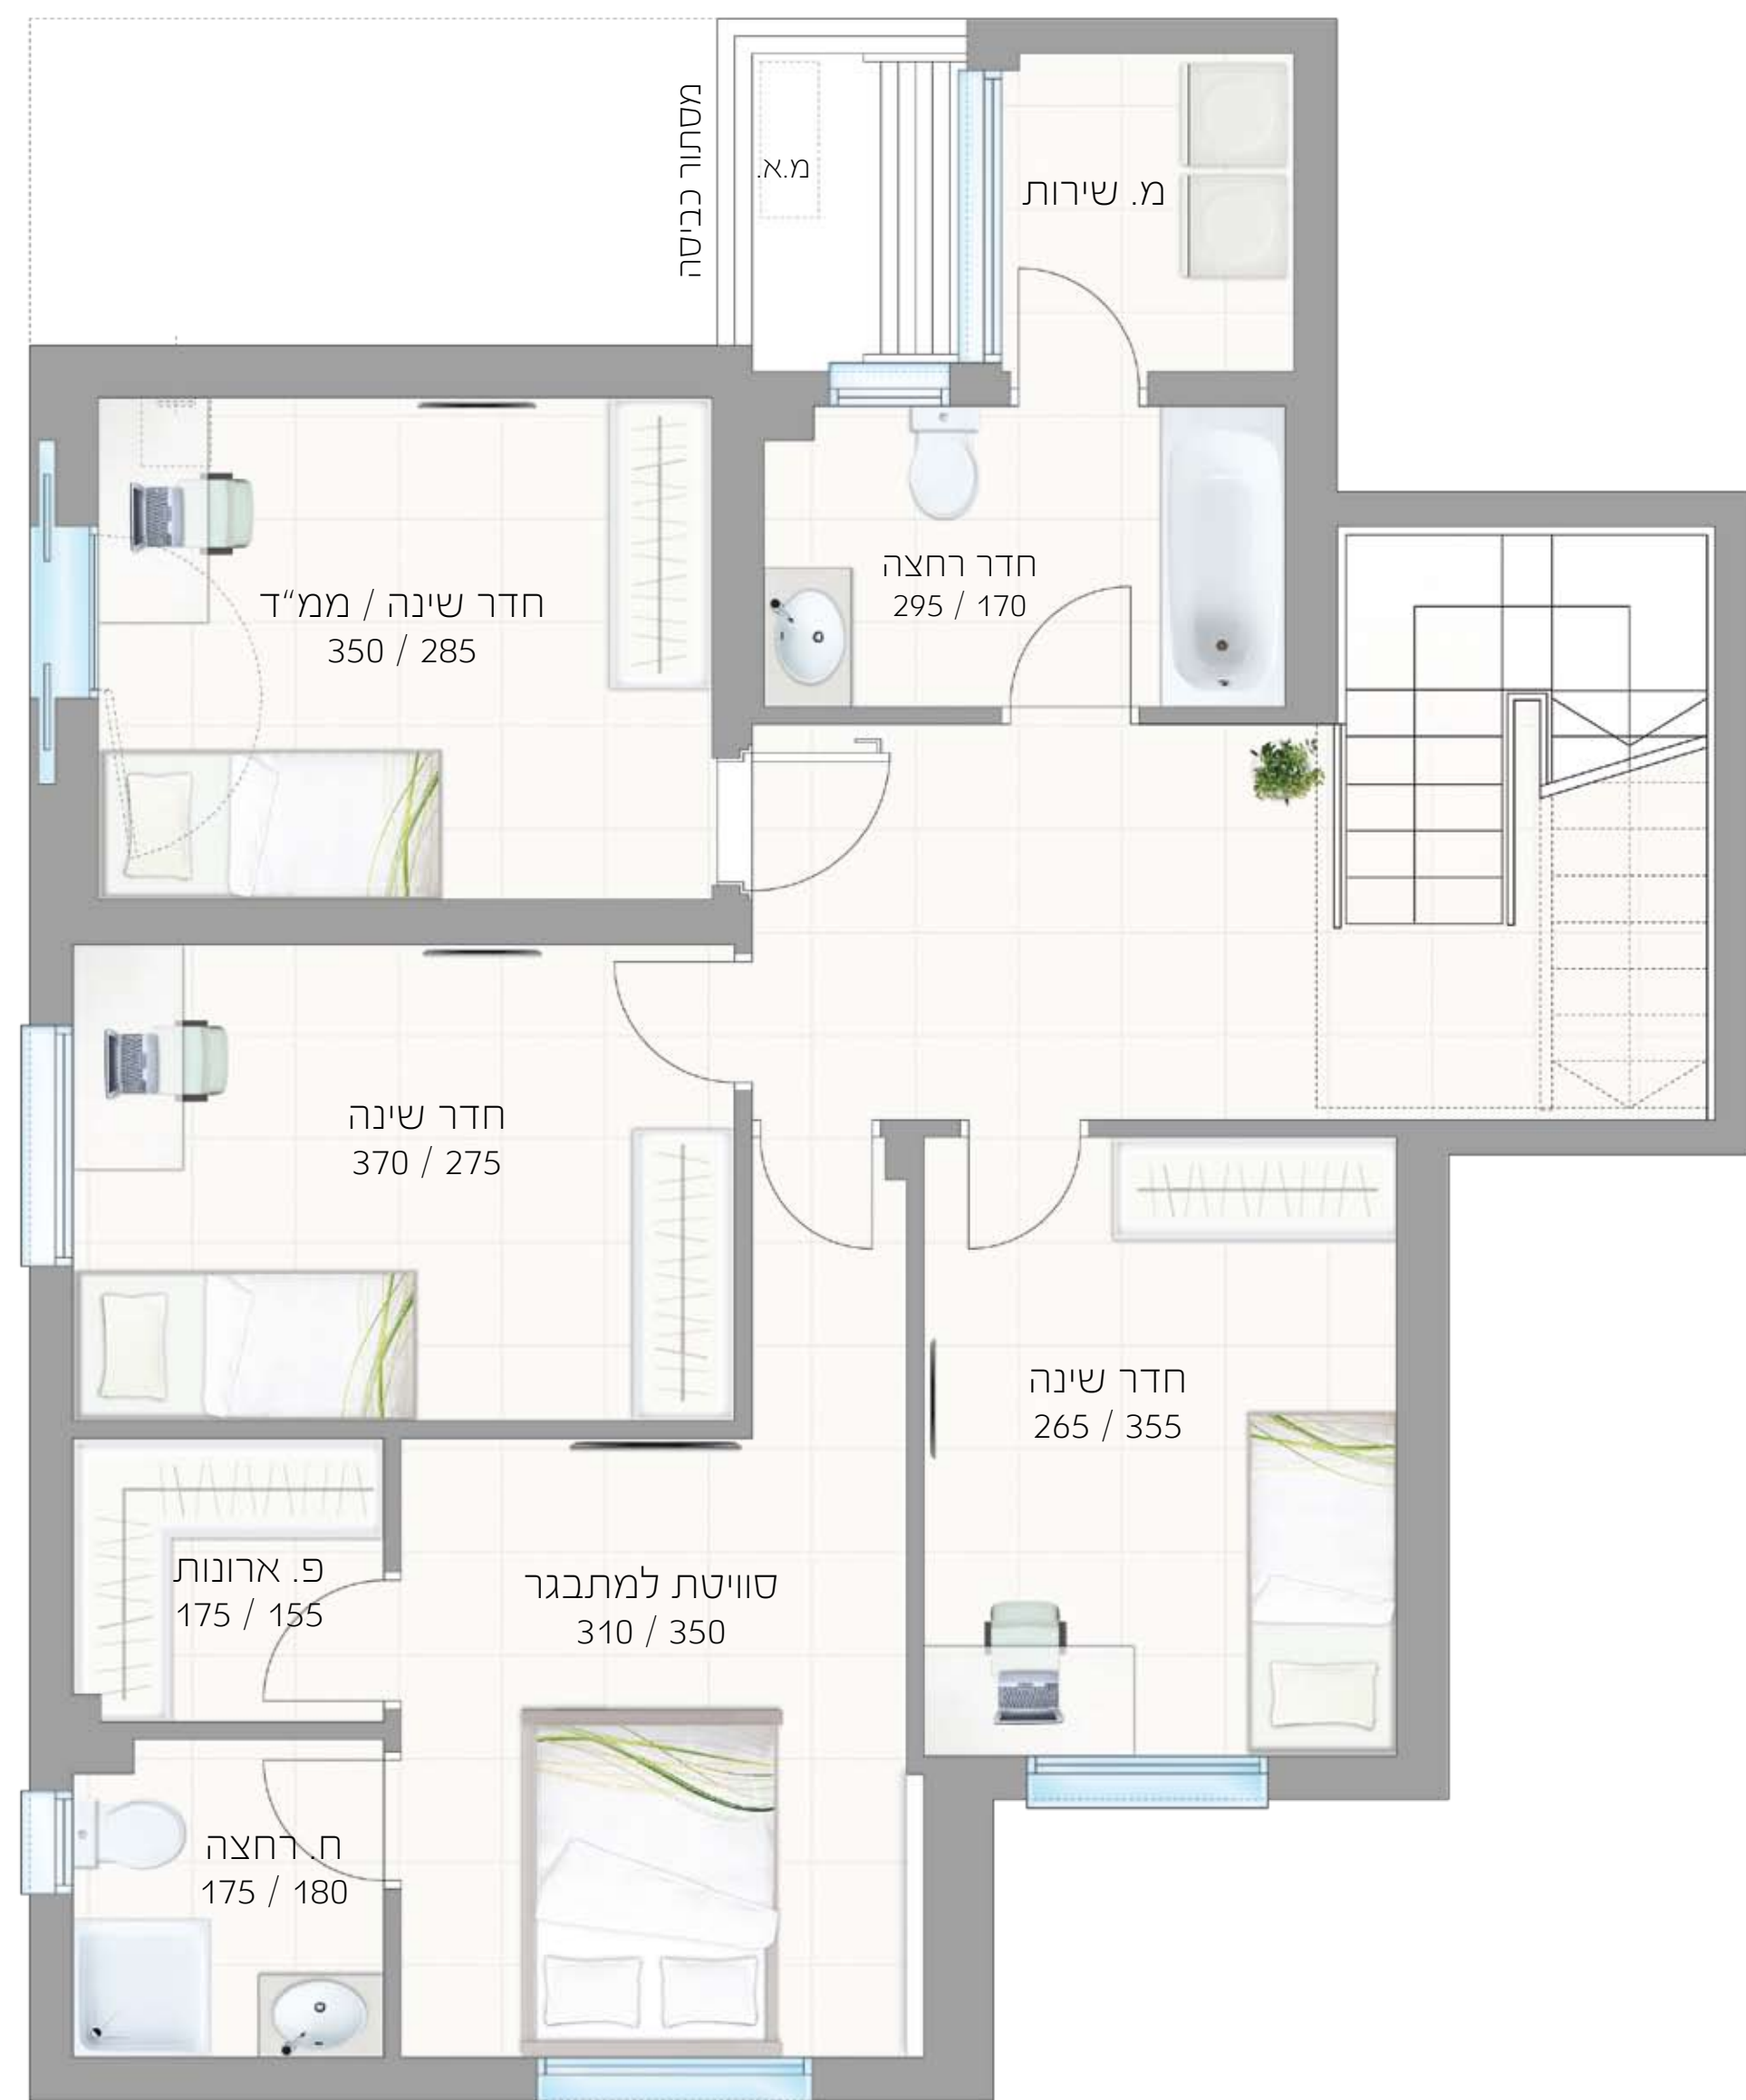 מסתור כביסה
מ.א.
מ. שירות
חדר רחצה
295 / 170
חדר שינה / ממ״ד
350 / 285
חדר שינה
370 / 275
חדר שינה
265 / 355
פ. ארונות
175 / 155
סוויטת למתבגר
310 / 350
ח. רחצה
175 / 180